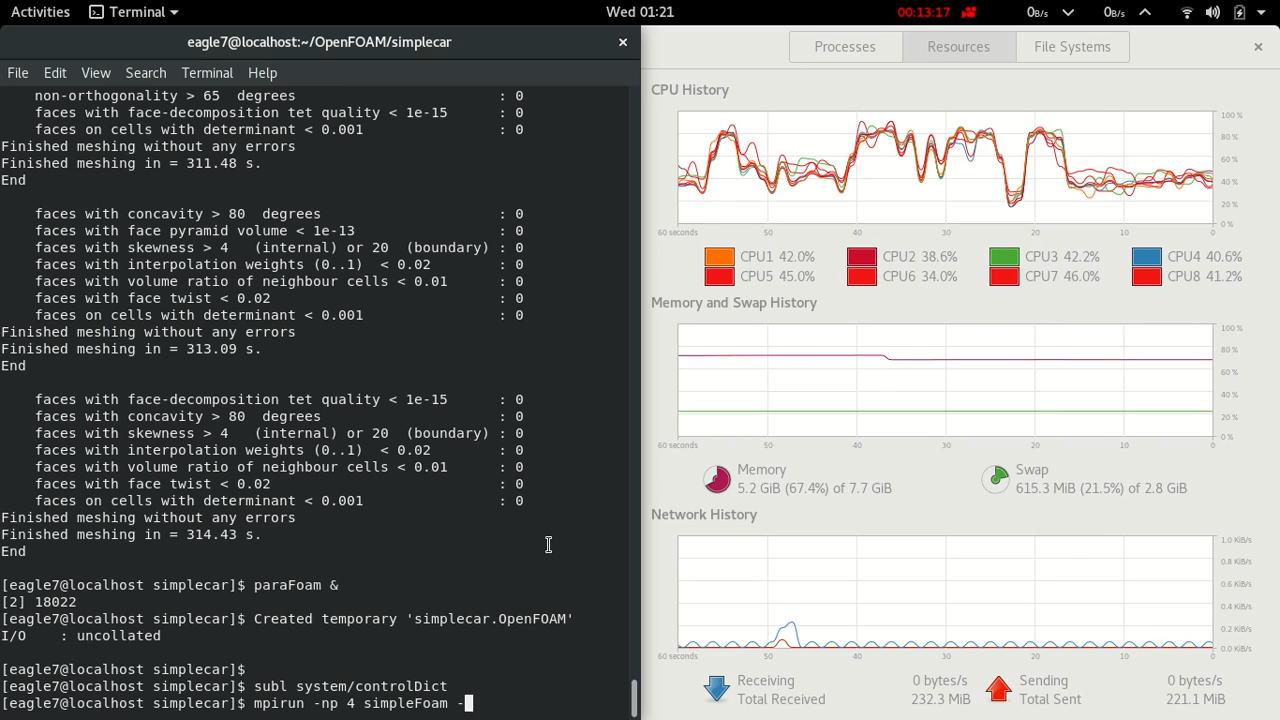 Activities Terminal Wed 01:21 00:13:17 0B/s 0B/s
eagle7@localhost:~/OpenFOAM/simplecar ×
File Edit View Search Terminal Help
non-orthogonality > 65 degrees : 0
faces with face-decomposition tet quality < 1e-15 : 0
faces on cells with determinant < 0.001 : 0
Finished meshing without any errors
Finished meshing in = 311.48 s.
End
faces with concavity > 80 degrees : 0
faces with face pyramid volume < 1e-13 : 0
faces with skewness > 4 (internal) or 20 (boundary) : 0
faces with interpolation weights (0..1) < 0.02 : 0
faces with volume ratio of neighbour cells < 0.01 : 0
faces with face twist < 0.02 : 0
faces on cells with determinant < 0.001 : 0
Finished meshing without any errors
Finished meshing in = 313.09 s.
End
faces with face-decomposition tet quality < 1e-15 : 0
faces with concavity > 80 degrees : 0
faces with skewness > 4 (internal) or 20 (boundary) : 0
faces with interpolation weights (0..1) < 0.02 : 0
faces with volume ratio of neighbour cells < 0.01 : 0
faces with face twist < 0.02 : 0
faces on cells with determinant < 0.001 : 0
Finished meshing without any errors
Finished meshing in = 314.43 s.
End
[eagle7@localhost simplecar]$ paraFoam &
[2] 18022
[eagle7@localhost simplecar]$ Created temporary 'simplecar.OpenFOAM'
I/O : uncollated
[eagle7@localhost simplecar]$
[eagle7@localhost simplecar]$ subl system/controlDict
[eagle7@localhost simplecar]$ mpirun -np 4 simpleFoam -
Processes Resources File Systems ×
CPU History
100 %
80 %
60 %
40 %
20 %
0 %
60 seconds 50 40 30 20 10 0
CPU1 42.0% CPU2 38.6% CPU3 42.2% CPU4 40.6%
CPU5 45.0% CPU6 34.0% CPU7 46.0% CPU8 41.2%
Memory and Swap History
100 %
80 %
60 %
40 %
20 %
0 %
60 seconds 50 40 30 20 10 0
Memory Swap
5.2 GiB (67.4%) of 7.7 GiB 615.3 MiB (21.5%) of 2.8 GiB
Network History
1.0 KiB/s
0.8 KiB/s
0.6 KiB/s
0.4 KiB/s
0.2 KiB/s
0.0 KiB/s
60 seconds 50 40 30 20 10 0
Receiving 0 bytes/s Sending 0 bytes/s
Total Received 232.3 MiB Total Sent 221.1 MiB